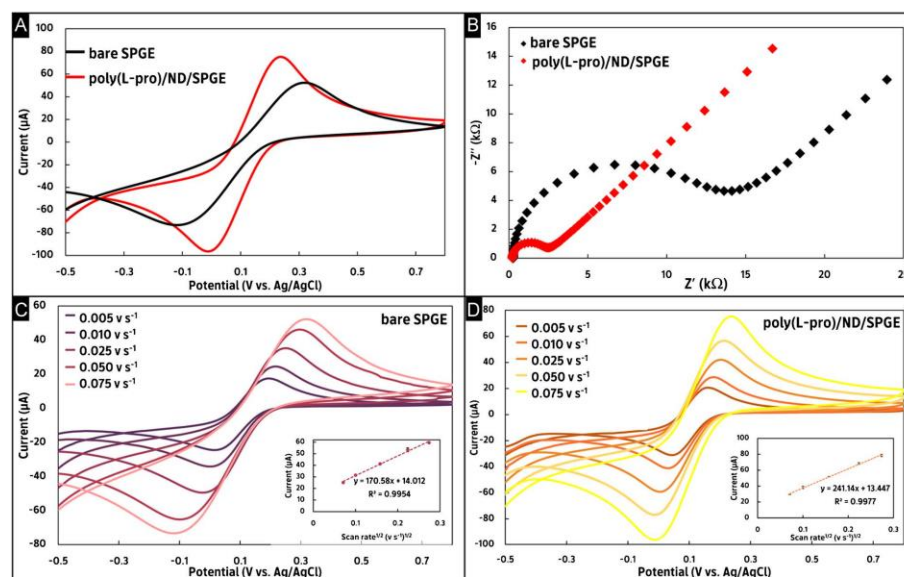 A
100
80
60
40
20
0
-20
-40
-60
-80
-100
Current (µA)
bare SPGE
poly(L-pro)/ND/SPGE
-0.5
-0.3
-0.1
0.1
0.3
0.5
0.7
Potential (V vs. Ag/AgCl)
B
16
14
12
10
8
6
4
2
0
-Z'' (kΩ)
bare SPGE
poly(L-pro)/ND/SPGE
0
5
10
15
20
25
Z' (kΩ)
C
60
40
20
0
-20
-40
-60
-80
Current (µA)
0.005 v s⁻¹
0.010 v s⁻¹
0.025 v s⁻¹
0.050 v s⁻¹
0.075 v s⁻¹
bare SPGE
60
50
40
30
20
10
0
Current (µA)
y = 170.58x + 14.012
R² = 0.9954
0
0.1
0.2
0.3
Scan rate¹/² (v s⁻¹)¹/²
-0.5
-0.3
-0.1
0.1
0.3
0.5
0.7
Potential (V vs. Ag/AgCl)
D
80
60
40
20
0
-20
-40
-60
-80
-100
Current (µA)
0.005 v s⁻¹
0.010 v s⁻¹
0.025 v s⁻¹
0.050 v s⁻¹
0.075 v s⁻¹
poly(L-pro)/ND/SPGE
100
80
60
40
20
0
Current (µA)
y = 241.14x + 13.447
R² = 0.9977
0
0.1
0.2
0.3
Scan rate¹/² (v s⁻¹)¹/²
-0.5
-0.3
-0.1
0.1
0.3
0.5
0.7
Potential (V vs. Ag/AgCl)